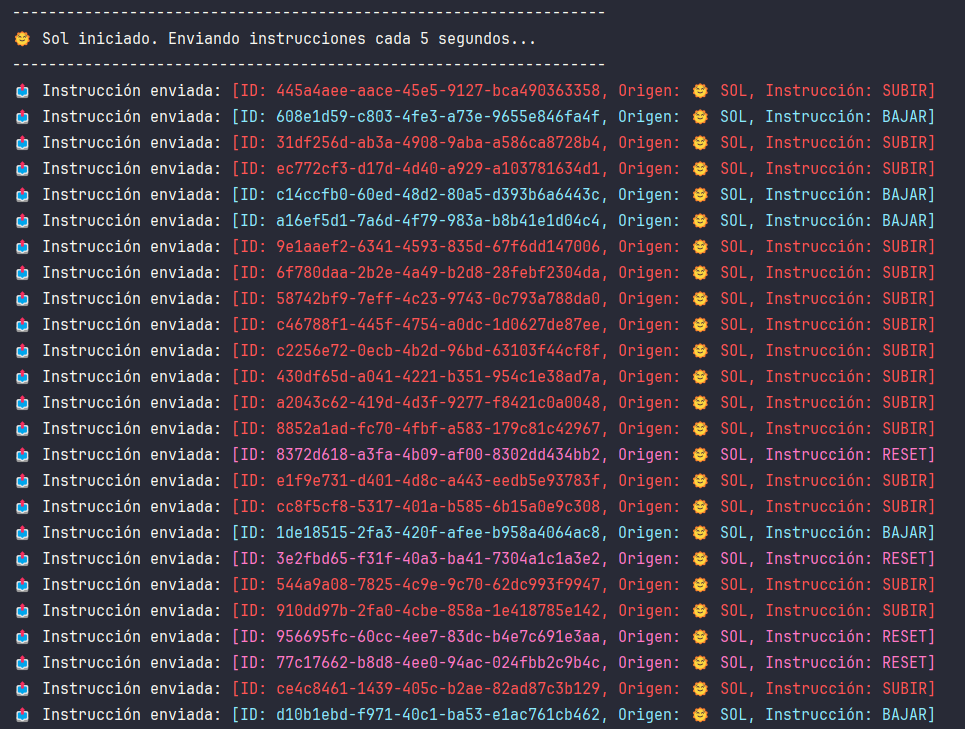 ------------------------------------------------------------------
🌞 Sol iniciado. Enviando instrucciones cada 5 segundos...
------------------------------------------------------------------
📤 Instrucción enviada: [ID: 445a4aee-aace-45e5-9127-bca490363358, Origen: 🌞 SOL, Instrucción: SUBIR]
📤 Instrucción enviada: [ID: 608e1d59-c803-4fe3-a73e-9655e846fa4f, Origen: 🌞 SOL, Instrucción: BAJAR]
📤 Instrucción enviada: [ID: 31df256d-ab3a-4908-9aba-a586ca8728b4, Origen: 🌞 SOL, Instrucción: SUBIR]
📤 Instrucción enviada: [ID: ec772cf3-d17d-4d40-a929-a103781634d1, Origen: 🌞 SOL, Instrucción: SUBIR]
📤 Instrucción enviada: [ID: c14ccfb0-60ed-48d2-80a5-d393b6a6443c, Origen: 🌞 SOL, Instrucción: BAJAR]
📤 Instrucción enviada: [ID: a16ef5d1-7a6d-4f79-983a-b8b41e1d04c4, Origen: 🌞 SOL, Instrucción: BAJAR]
📤 Instrucción enviada: [ID: 9e1aaef2-6341-4593-835d-67f6dd147006, Origen: 🌞 SOL, Instrucción: SUBIR]
📤 Instrucción enviada: [ID: 6f780daa-2b2e-4a49-b2d8-28febf2304da, Origen: 🌞 SOL, Instrucción: SUBIR]
📤 Instrucción enviada: [ID: 58742bf9-7eff-4c23-9743-0c793a788da0, Origen: 🌞 SOL, Instrucción: SUBIR]
📤 Instrucción enviada: [ID: c46788f1-445f-4754-a0dc-1d0627de87ee, Origen: 🌞 SOL, Instrucción: SUBIR]
📤 Instrucción enviada: [ID: c2256e72-0ecb-4b2d-96bd-63103f44cf8f, Origen: 🌞 SOL, Instrucción: SUBIR]
📤 Instrucción enviada: [ID: 430df65d-a041-4221-b351-954c1e38ad7a, Origen: 🌞 SOL, Instrucción: SUBIR]
📤 Instrucción enviada: [ID: a2043c62-419d-4d3f-9277-f8421c0a0048, Origen: 🌞 SOL, Instrucción: SUBIR]
📤 Instrucción enviada: [ID: 8852a1ad-fc70-4fbf-a583-179c81c42967, Origen: 🌞 SOL, Instrucción: SUBIR]
📤 Instrucción enviada: [ID: 8372d618-a3fa-4b09-af00-8302dd434bb2, Origen: 🌞 SOL, Instrucción: RESET]
📤 Instrucción enviada: [ID: e1f9e731-d401-4d8c-a443-eedb5e93783f, Origen: 🌞 SOL, Instrucción: SUBIR]
📤 Instrucción enviada: [ID: cc8f5cf8-5317-401a-b585-6b15a0e9c308, Origen: 🌞 SOL, Instrucción: SUBIR]
📤 Instrucción enviada: [ID: 1de18515-2fa3-420f-afee-b958a4064ac8, Origen: 🌞 SOL, Instrucción: BAJAR]
📤 Instrucción enviada: [ID: 3e2fbd65-f31f-40a3-ba41-7304a1c1a3e2, Origen: 🌞 SOL, Instrucción: RESET]
📤 Instrucción enviada: [ID: 544a9a08-7825-4c9e-9c70-62dc993f9947, Origen: 🌞 SOL, Instrucción: SUBIR]
📤 Instrucción enviada: [ID: 910dd97b-2fa0-4cbe-858a-1e418785e142, Origen: 🌞 SOL, Instrucción: SUBIR]
📤 Instrucción enviada: [ID: 956695fc-60cc-4ee7-83dc-b4e7c691e3aa, Origen: 🌞 SOL, Instrucción: RESET]
📤 Instrucción enviada: [ID: 77c17662-b8d8-4ee0-94ac-024fbb2c9b4c, Origen: 🌞 SOL, Instrucción: RESET]
📤 Instrucción enviada: [ID: ce4c8461-1439-405c-b2ae-82ad87c3b129, Origen: 🌞 SOL, Instrucción: SUBIR]
📤 Instrucción enviada: [ID: d10b1ebd-f971-40c1-ba53-e1ac761cb462, Origen: 🌞 SOL, Instrucción: BAJAR]